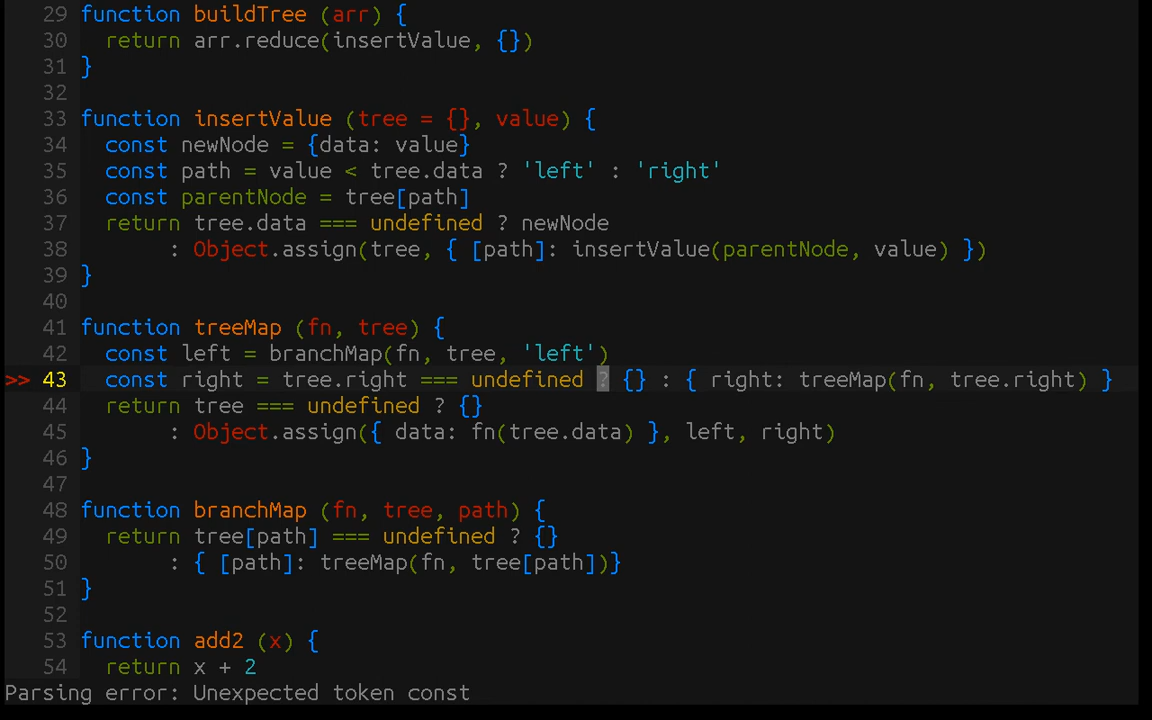 29 function buildTree (arr) {
30   return arr.reduce(insertValue, {})
31 }
32
33 function insertValue (tree = {}, value) {
34   const newNode = {data: value}
35   const path = value < tree.data ? 'left' : 'right'
36   const parentNode = tree[path]
37   return tree.data === undefined ? newNode
38        : Object.assign(tree, { [path]: insertValue(parentNode, value) })
39 }
40
41 function treeMap (fn, tree) {
42   const left = branchMap(fn, tree, 'left')
>> 43   const right = tree.right === undefined ? {} : { right: treeMap(fn, tree.right) }
44   return tree === undefined ? {}
45        : Object.assign({ data: fn(tree.data) }, left, right)
46 }
47
48 function branchMap (fn, tree, path) {
49   return tree[path] === undefined ? {}
50        : { [path]: treeMap(fn, tree[path])}
51 }
52
53 function add2 (x) {
54   return x + 2
Parsing error: Unexpected token const